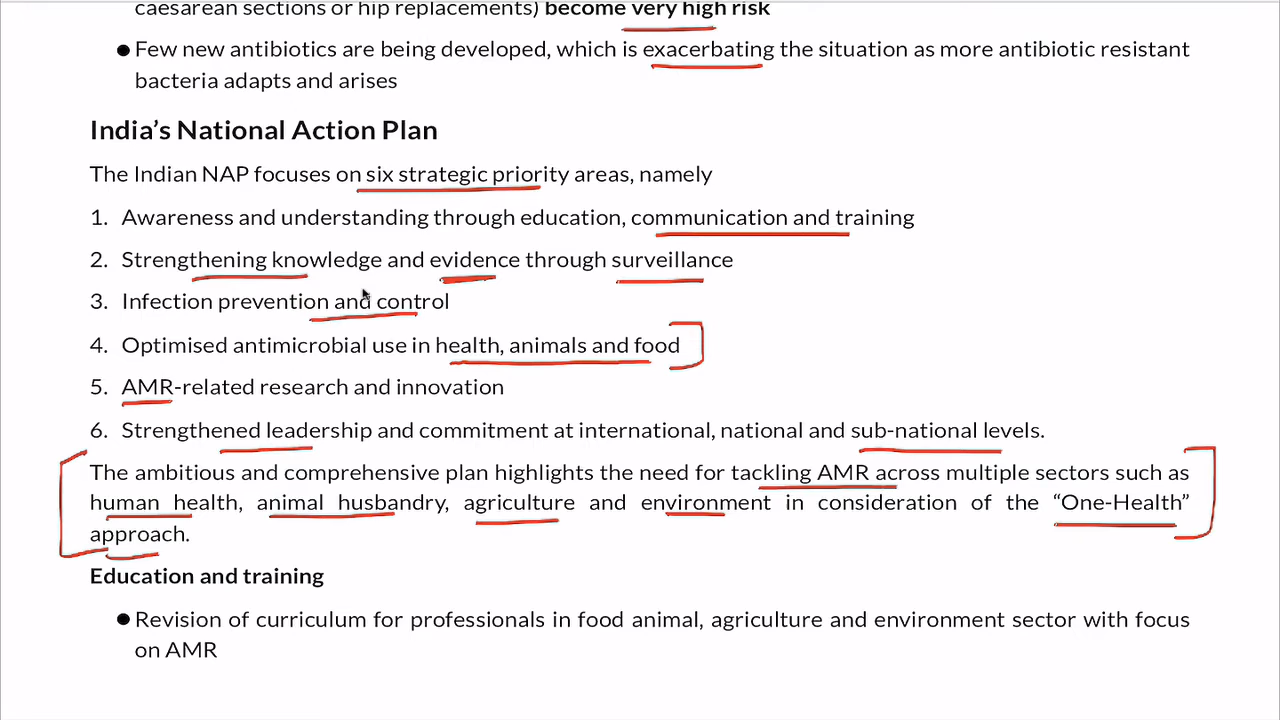 caesarean sections or hip replacements) become very high risk
● Few new antibiotics are being developed, which is exacerbating the situation as more antibiotic resistant
bacteria adapts and arises
India's National Action Plan
The Indian NAP focuses on six strategic priority areas, namely
1. Awareness and understanding through education, communication and training
2. Strengthening knowledge and evidence through surveillance
3. Infection prevention and control
4. Optimised antimicrobial use in health, animals and food
5. AMR-related research and innovation
6. Strengthened leadership and commitment at international, national and sub-national levels.
The ambitious and comprehensive plan highlights the need for tackling AMR across multiple sectors such as
human health, animal husbandry, agriculture and environment in consideration of the “One-Health”
approach.
Education and training
● Revision of curriculum for professionals in food animal, agriculture and environment sector with focus
on AMR